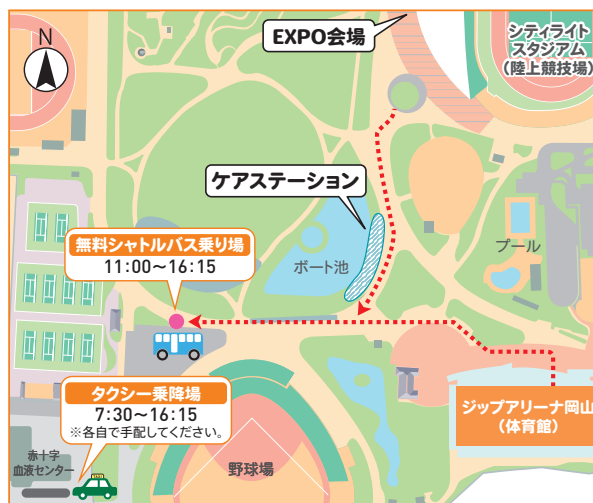 N
EXPO会場
シティライト
スタジアム
(陸上競技場)
ケアステーション
プール
無料シャトルバス乗り場
11:00~16:15
ボート池
タクシー乗降場
7:30~16:15
※各自で手配してください。
ジップアリーナ岡山
(体育館)
赤十字
血液センター
野球場